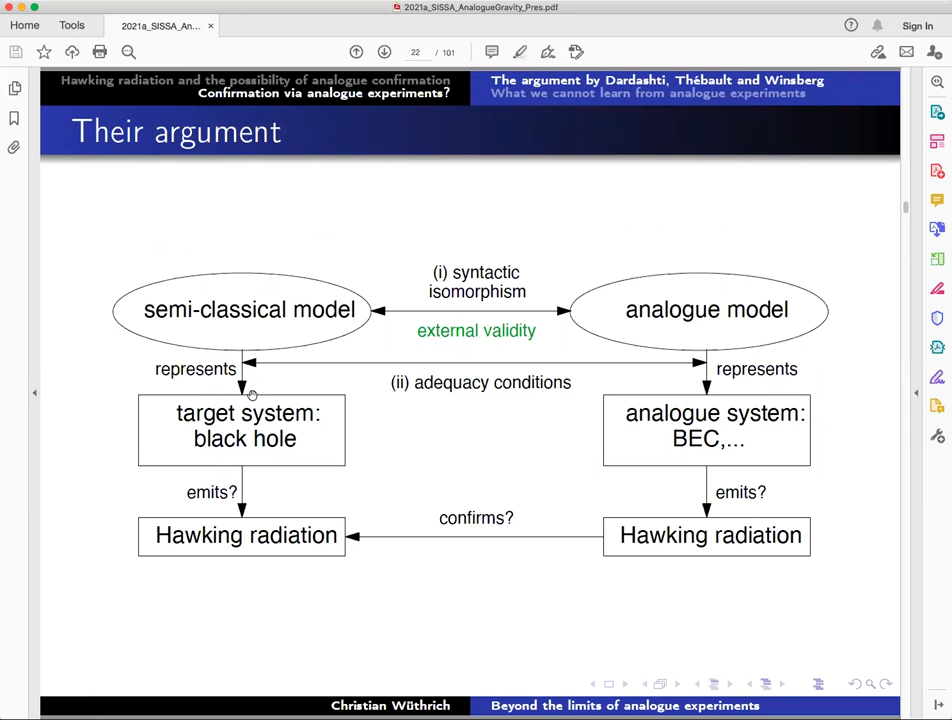 2021a_SISSA_AnalogueGravity_Pres.pdf
Home Tools 2021a_SISSA_An... × Sign In
22 / 101
Hawking radiation and the possibility of analogue confirmation
Confirmation via analogue experiments?
The argument by Dardashti, Thébault and Winsberg
What we cannot learn from analogue experiments
Their argument
(i) syntactic
isomorphism
semi-classical model
analogue model
external validity
represents
represents
(ii) adequacy conditions
target system:
black hole
analogue system:
BEC,...
emits?
emits?
confirms?
Hawking radiation
Hawking radiation
Christian Wüthrich
Beyond the limits of analogue experiments